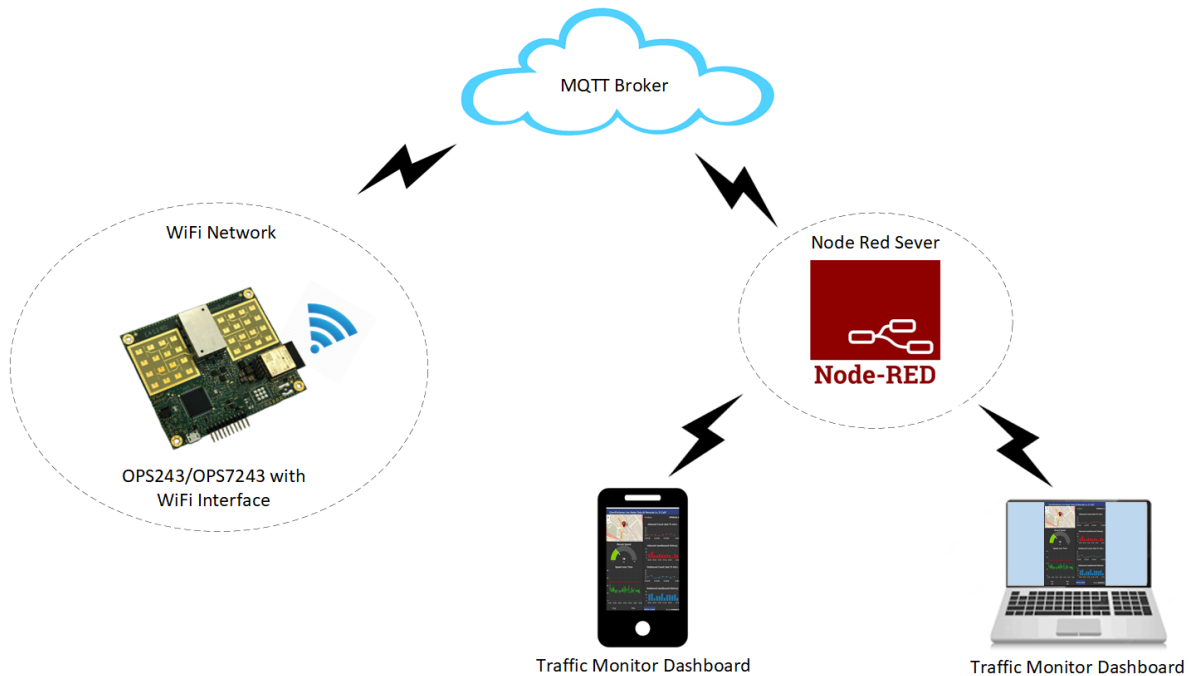 MQTT Broker
WiFi Network
Node Red Sever
Node-RED
OPS243/OPS7243 with
WiFi Interface
Traffic Monitor Dashboard
Traffic Monitor Dashboard